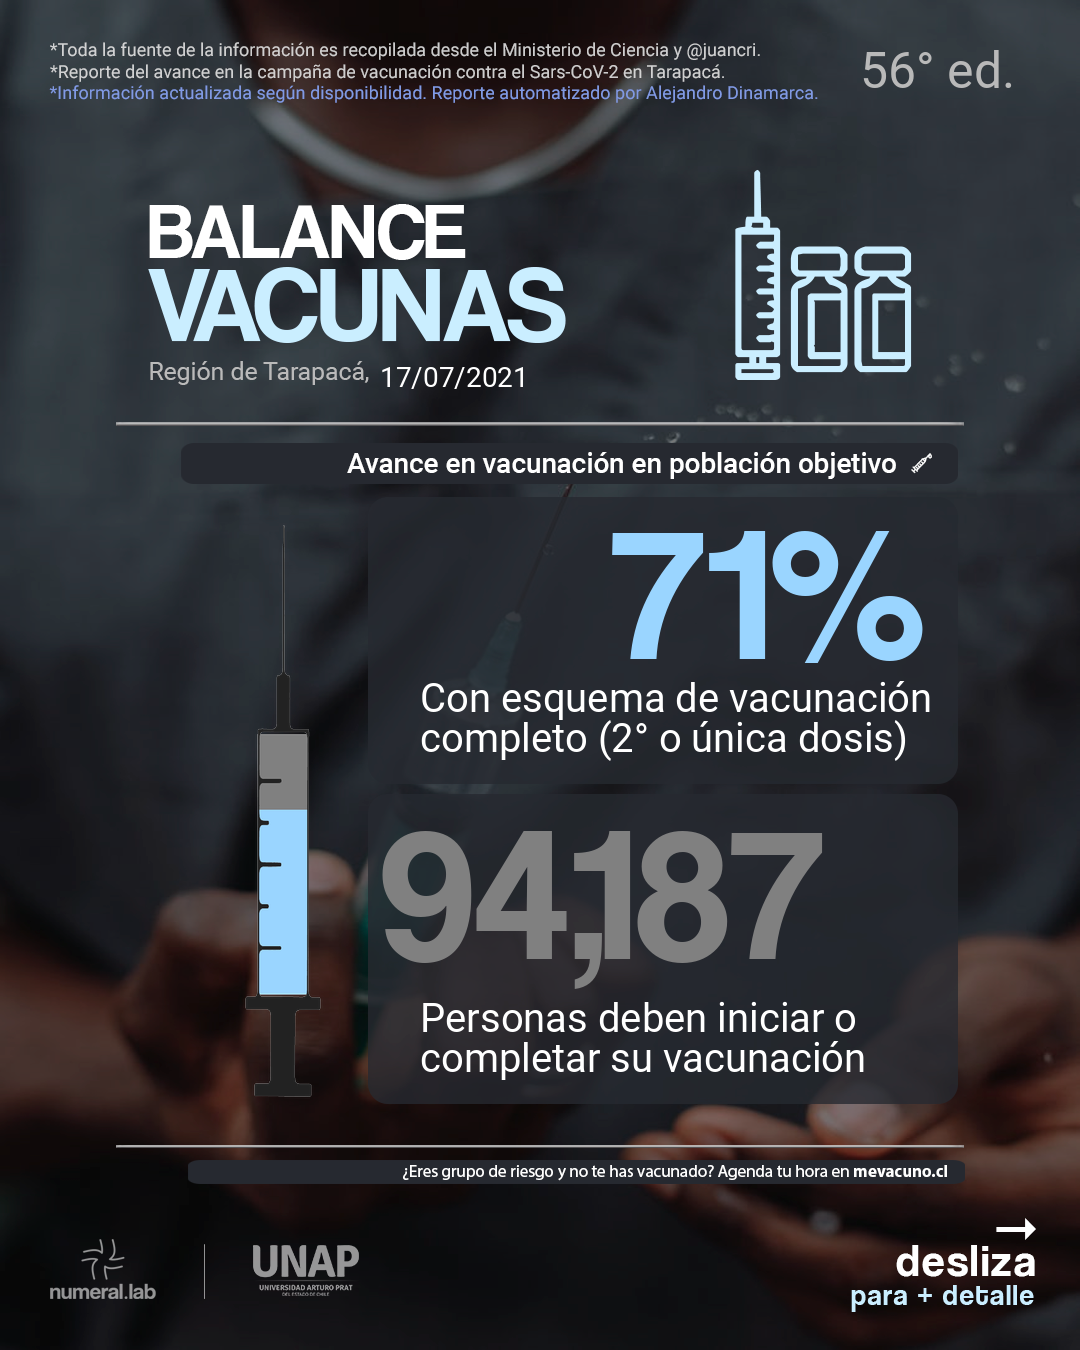 *Toda la fuente de la información es recopilada desde el Ministerio de Ciencia y @juancri.
*Reporte del avance en la campaña de vacunación contra el Sars-CoV-2 en Tarapacá.
*Información actualizada según disponibilidad. Reporte automatizado por Alejandro Dinamarca.
56° ed.
BALANCE
VACUNAS
Región de Tarapacá, 17/07/2021
Avance en vacunación en población objetivo
71%
Con esquema de vacunación
completo (2° o única dosis)
94,187
Personas deben iniciar o
completar su vacunación
¿Eres grupo de riesgo y no te has vacunado? Agenda tu hora en mevacuno.cl
numeral.lab
UNAP
UNIVERSIDAD ARTURO PRAT
DEL ESTADO DE CHILE
desliza
para + detalle